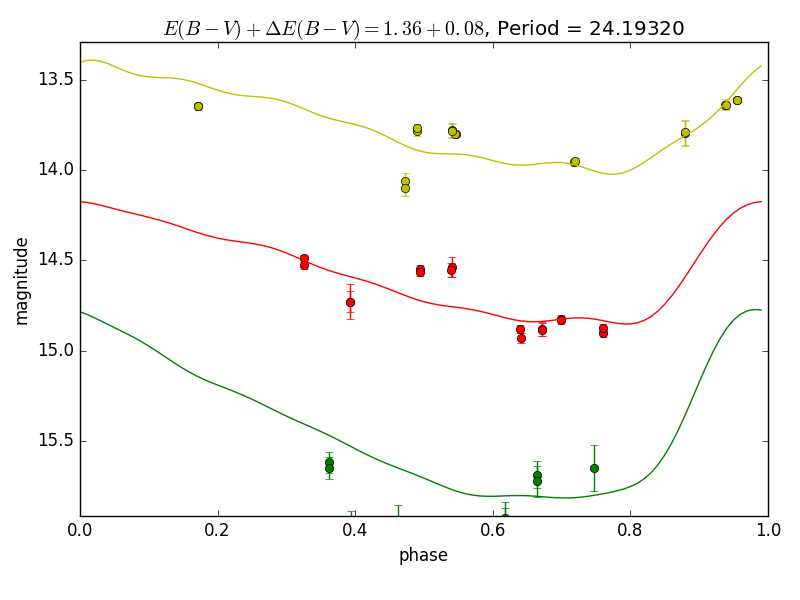 E(B − V) + ΔE(B − V) = 1.36 + 0.08, Period = 24.19320
magnitude
13.5
14.0
14.5
15.0
15.5
0.0 0.2 0.4 0.6 0.8 1.0
phase